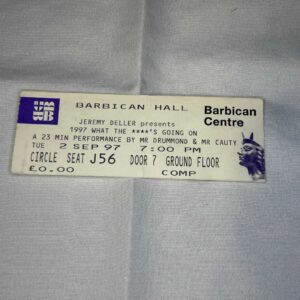 BARBICAN HALL
Barbican
Centre
JEREMY DELLER presents
1997 WHAT THE ****'S GOING ON
A 23 MIN PERFORMANCE BY MR DRUMMOND & MR CAUTY
TUE 2 SEP 97 7:00 PM
CIRCLE SEAT J56 DOOR 7 GROUND FLOOR
£0.00 COMP